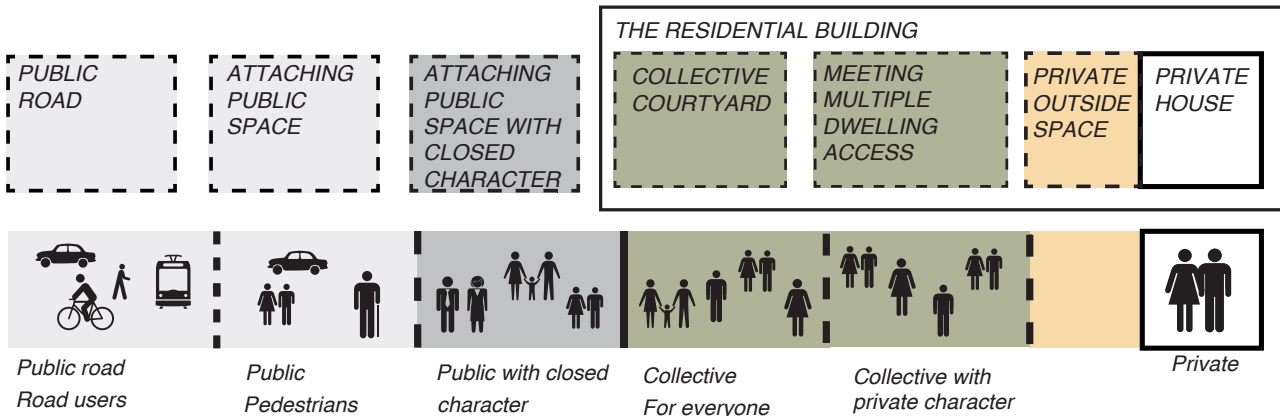 THE RESIDENTIAL BUILDING
PUBLIC
ROAD
ATTACHING
PUBLIC
SPACE
ATTACHING
PUBLIC
SPACE WITH
CLOSED
CHARACTER
COLLECTIVE
COURTYARD
MEETING
MULTIPLE
DWELLING
ACCESS
PRIVATE
OUTSIDE
SPACE
PRIVATE
HOUSE
Public road
Road users
Public
Pedestrians
Public with closed
character
Collective
For everyone
Collective with
private character
Private